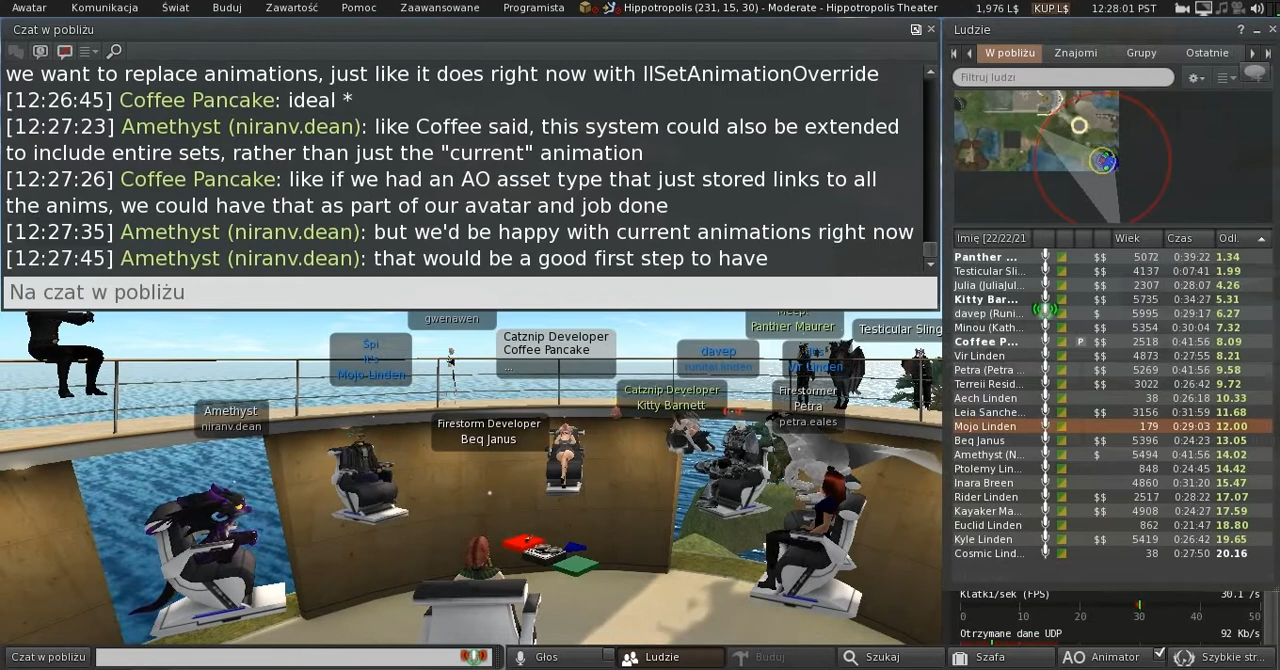 Awatar Komunikacja Świat Buduj Zawartość Pomoc Zaawansowane Programista Hippotropolis (231, 15, 30) - Moderate - Hippotropolis Theater 1,976 L$ KUP L$ 12:28:01 PST
Czat w pobliżu
we want to replace animations, just like it does right now with llSetAnimationOverride
[12:26:45] Coffee Pancake: ideal *
[12:27:23] Amethyst (niranv.dean): like Coffee said, this system could also be extended
to include entire sets, rather than just the "current" animation
[12:27:26] Coffee Pancake: like if we had an AO asset type that just stored links to all
the anims, we could have that as part of our avatar and job done
[12:27:35] Amethyst (niranv.dean): but we'd be happy with current animations right now
[12:27:45] Amethyst (niranv.dean): that would be a good first step to have
Na czat w pobliżu
gwenawen
Śpi
It's
Mojo Linden
Catznip Developer
Coffee Pancake
...
davep
Panther Maurer
Testicular Sling
Vir Linden
Catznip Developer
Kitty Barnett
Firestormer
Petra
petra.eales
Amethyst
niranv.dean
Firestorm Developer
Beq Janus
Ludzie
W pobliżu Znajomi Grupy Ostatnie
Filtruj ludzi
Imię [22/22/21 Wiek Czas Odl.
Panther ... $$ 5072 0:39:22 1.34
Testicular Sli... $$ 4137 0:07:41 1.99
Julia (JuliaJul... $$ 2307 0:28:07 4.26
Kitty Bar... $$ 5735 0:34:27 5.31
davep (Runi... $ 5995 0:29:17 6.27
Minou (Kath... $$ 5354 0:30:04 7.32
Coffee P... P $$ 2518 0:41:56 8.09
Vir Linden $$ 4873 0:27:55 8.21
Petra (Petra ... $$ 5269 0:41:56 9.58
Terreii Resid... $$ 3022 0:26:42 9.72
Aech Linden 38 0:26:18 10.33
Leia Sanche... $$ 3156 0:31:59 11.68
Mojo Linden 179 0:29:03 12.00
Beq Janus $$ 5396 0:24:23 13.05
Amethyst (N... $ 5494 0:41:56 14.02
Ptolemy Lin... 848 0:24:45 14.42
Inara Breen 4860 0:31:20 15.47
Rider Linden $$ 2517 0:28:22 17.07
Kayaker Ma... $$ 4908 0:24:27 17.59
Euclid Linden 862 0:21:47 18.80
Kyle Linden $$ 5419 0:26:42 19.65
Cosmic Lind... 38 0:27:50 20.16
Klatki/sek (FPS) 30.1 /s
0 10 20 30 40 50
Otrzymane dane UDP 92 Kb/s
Czat w pobliżu Głos Ludzie Buduj Szukaj Szafa AO Animator Szybkie str...